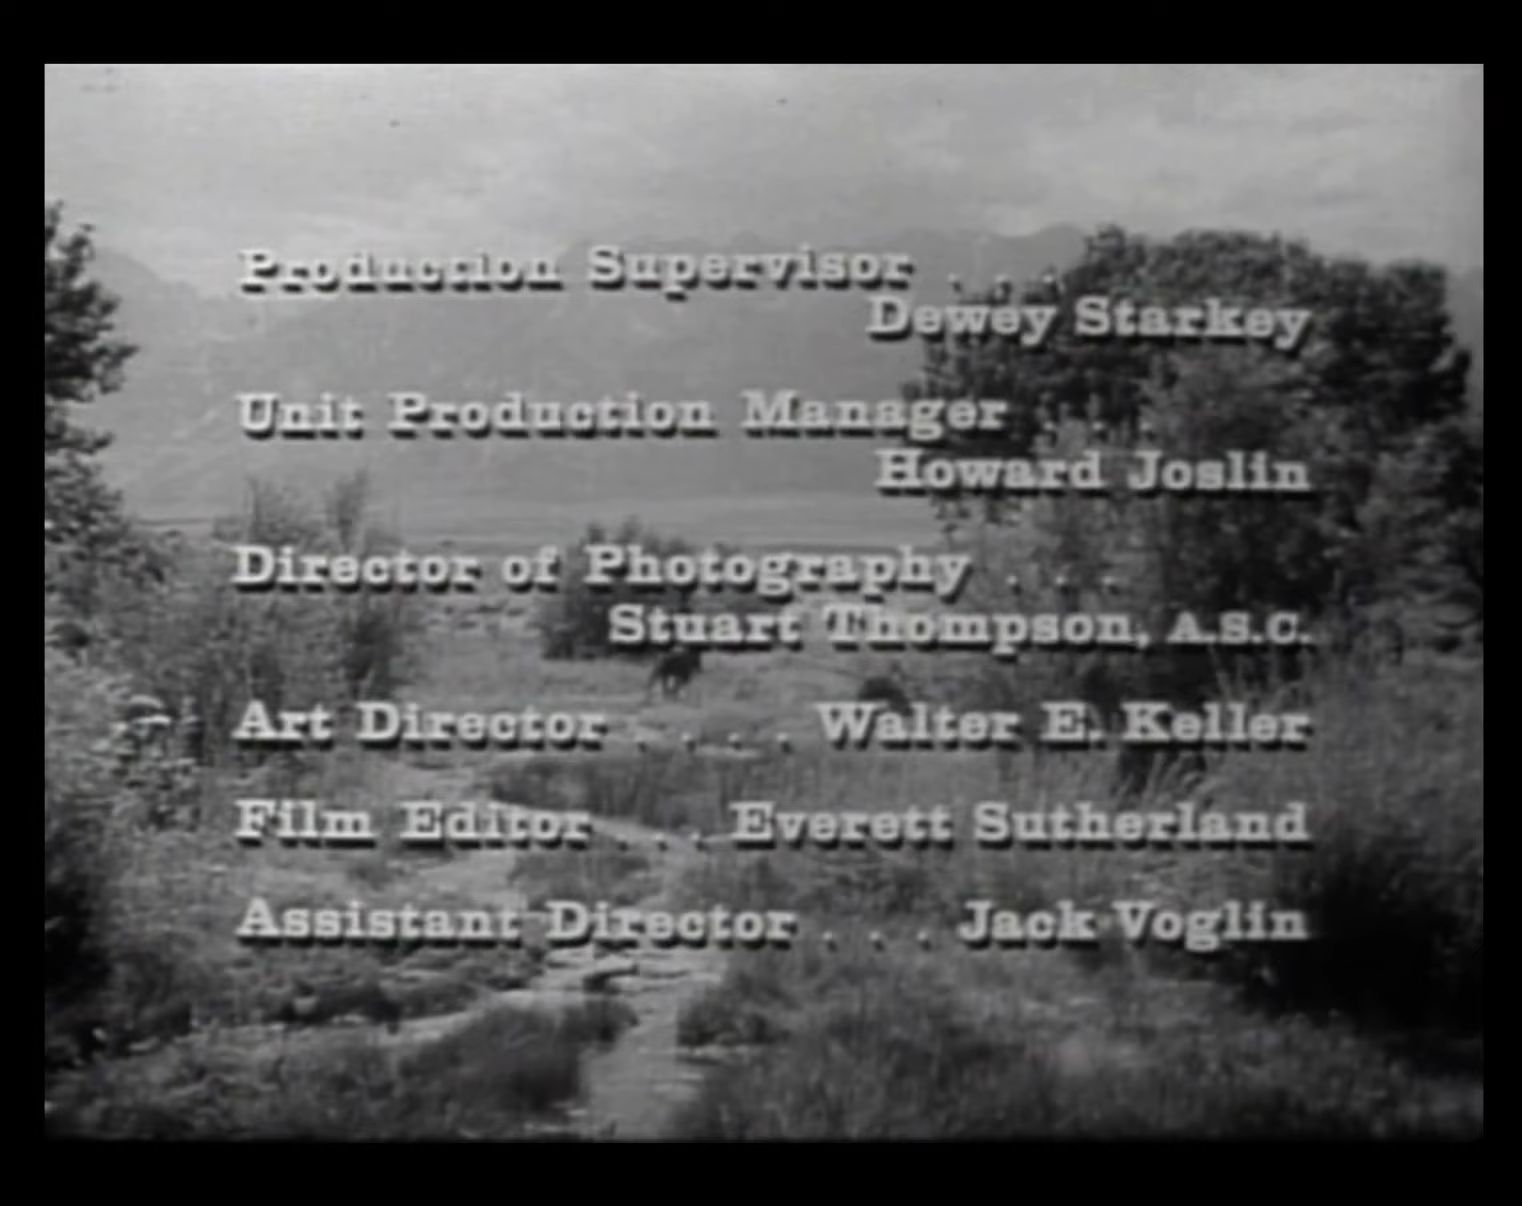 Production Supervisor . . .
Dewey Starkey
Unit Production Manager . . .
Howard Joslin
Director of Photography . . .
Stuart Thompson, A.S.C.
Art Director . . . . Walter E. Keller
Film Editor . . . Everett Sutherland
Assistant Director . . . Jack Voglin